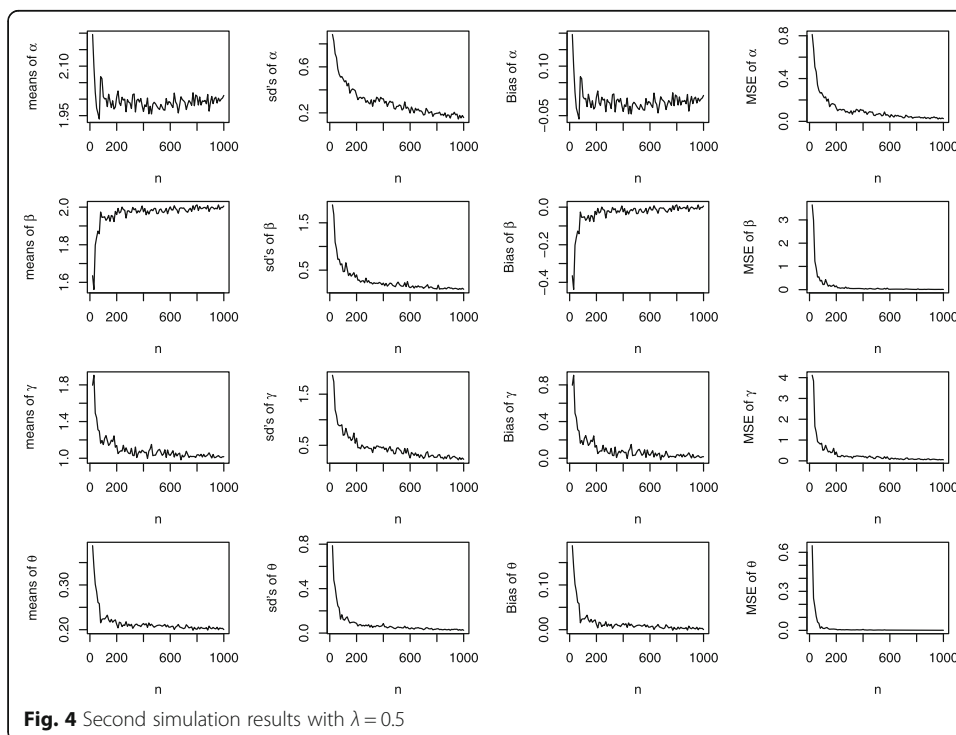 means of α
1.95 2.10
0 200 600 1000
n
sd's of α
0.2 0.6
0 200 600 1000
n
Bias of α
−0.05 0.10
0 200 600 1000
n
MSE of α
0.0 0.4 0.8
0 200 600 1000
n
means of β
1.6 1.8 2.0
0 200 600 1000
n
sd's of β
0.5 1.5
0 200 600 1000
n
Bias of β
−0.4 −0.2 0.0
0 200 600 1000
n
MSE of β
0 1 2 3
0 200 600 1000
n
means of γ
1.0 1.4 1.8
0 200 600 1000
n
sd's of γ
0.5 1.5
0 200 600 1000
n
Bias of γ
0.0 0.4 0.8
0 200 600 1000
n
MSE of γ
0 1 2 3 4
0 200 600 1000
n
means of θ
0.20 0.30
0 200 600 1000
n
sd's of θ
0.0 0.4 0.8
0 200 600 1000
n
Bias of θ
0.00 0.10
0 200 600 1000
n
MSE of θ
0.0 0.3 0.6
0 200 600 1000
n
Fig. 4 Second simulation results with λ = 0.5